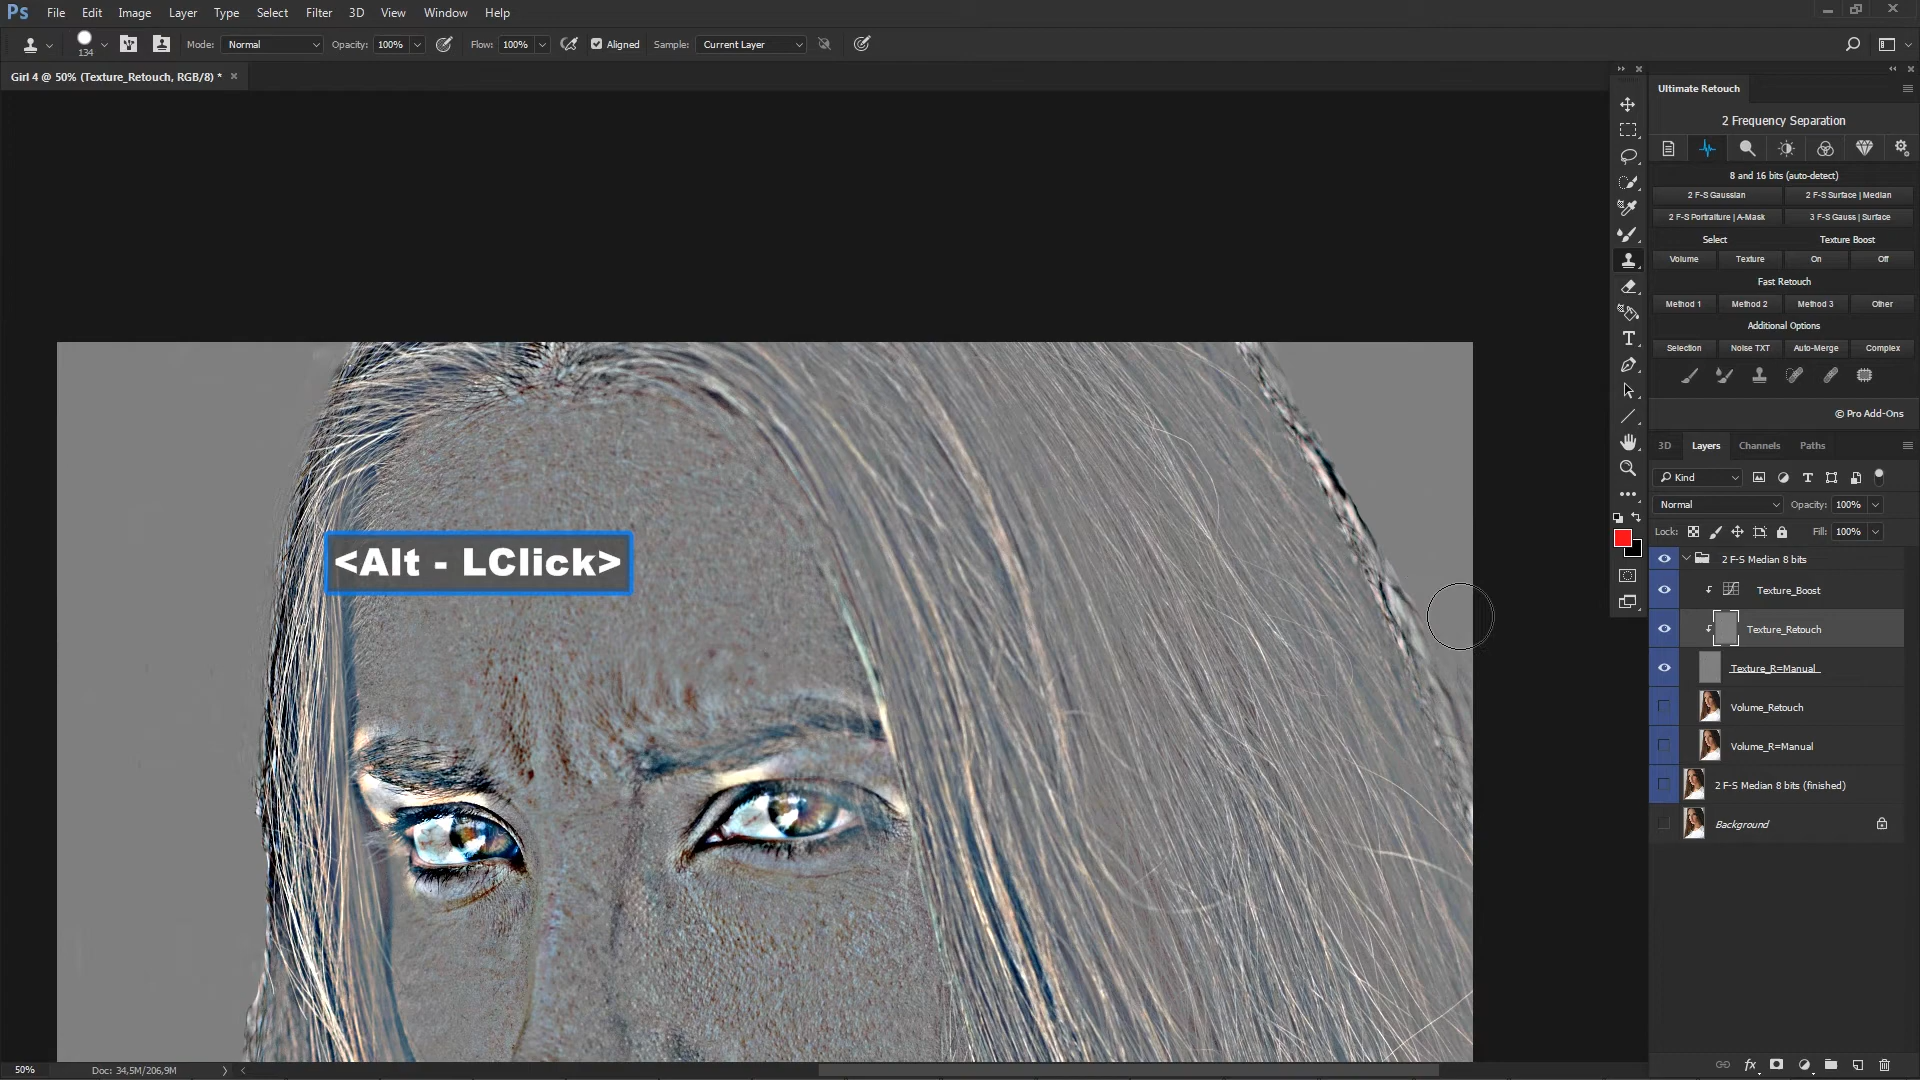 Ps File Edit Image Layer Type Select Filter 3D View Window Help
134 Mode: Normal Opacity: 100% Flow: 100% Aligned Sample: Current Layer
Girl 4 @ 50% (Texture_Retouch, RGB/8) * ×
Ultimate Retouch
2 Frequency Separation
8 and 16 bits (auto-detect)
2 F-S Gaussian 2 F-S Surface | Median
2 F-S Portraiture | A-Mask 3 F-S Gauss | Surface
Select Texture Boost
Volume Texture On Off
Fast Retouch
Method 1 Method 2 Method 3 Other
Additional Options
Selection Noise TXT Auto-Merge Complex
© Pro Add-Ons
3D Layers Channels Paths
Kind
Normal Opacity: 100%
Lock: Fill: 100%
2 F-S Median 8 bits
Texture_Boost
Texture_Retouch
Texture_R=Manual_
Volume_Retouch
Volume_R=Manual
2 F-S Median 8 bits (finished)
Background
<Alt - LClick>
50% Doc: 34,5M/206,9M